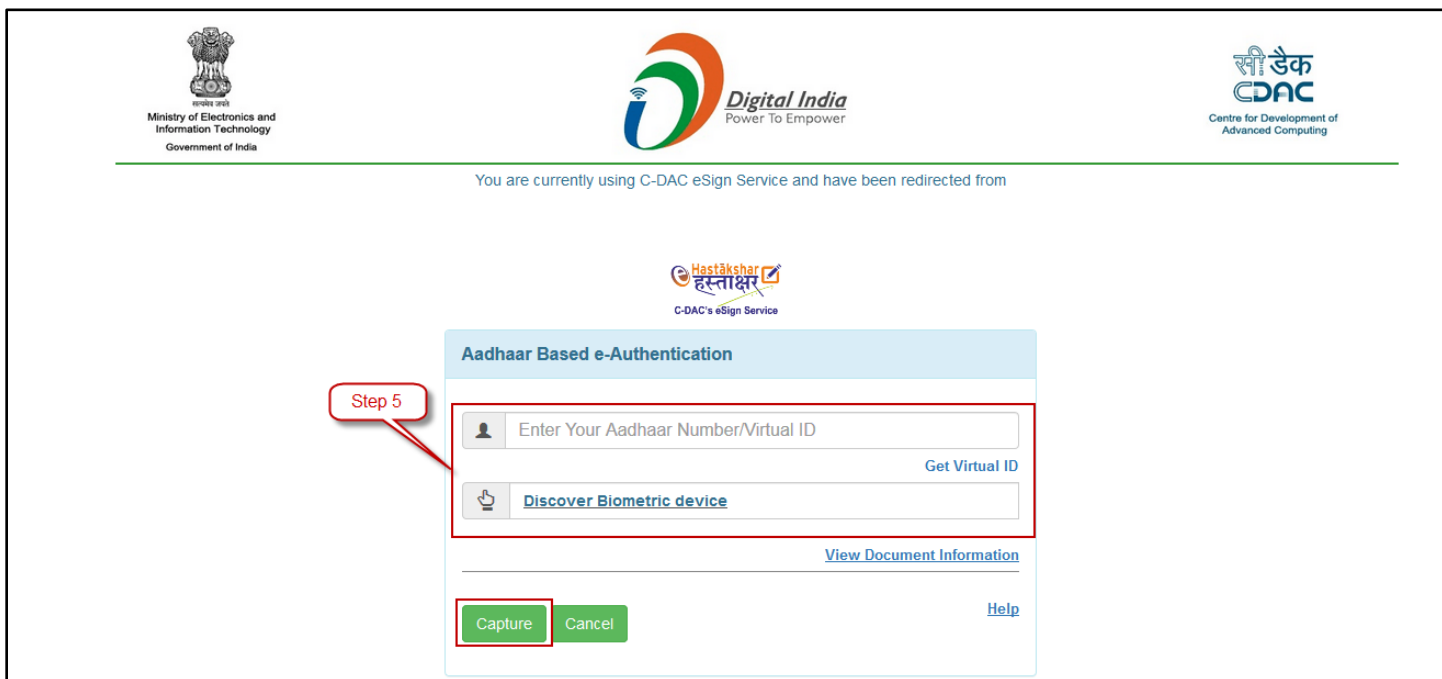 सत्यमेव जयते
Ministry of Electronics and
Information Technology
Government of India
Digital India
Power To Empower
सी डैक
CDAC
Centre for Development of
Advanced Computing
You are currently using C-DAC eSign Service and have been redirected from
e Hastākshar
हस्ताक्षर
C-DAC's eSign Service
Aadhaar Based e-Authentication
Step 5
Enter Your Aadhaar Number/Virtual ID
Get Virtual ID
Discover Biometric device
View Document Information
Capture Cancel Help